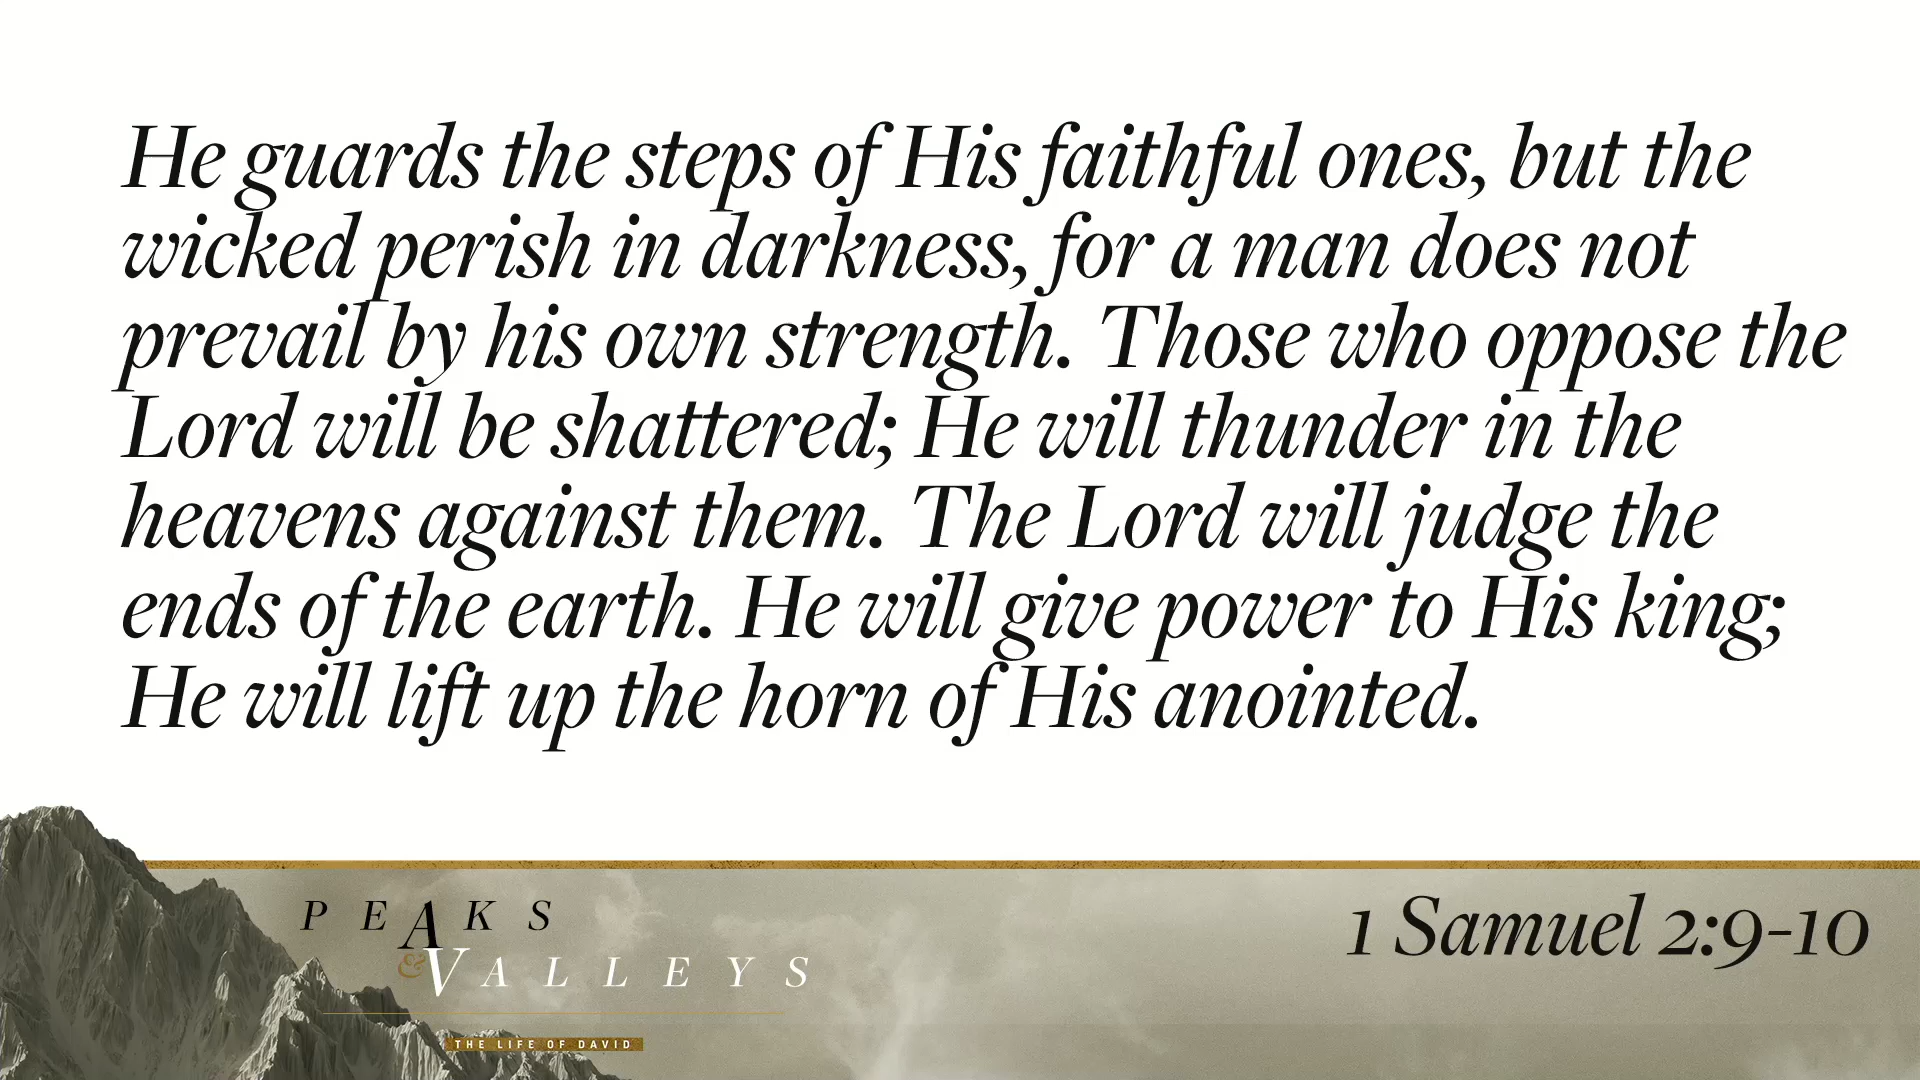 He guards the steps of His faithful ones, but the
wicked perish in darkness, for a man does not
prevail by his own strength. Those who oppose the
Lord will be shattered; He will thunder in the
heavens against them. The Lord will judge the
ends of the earth. He will give power to His king;
He will lift up the horn of His anointed.
PEAKS
& VALLEYS
THE LIFE OF DAVID
1 Samuel 2:9-10